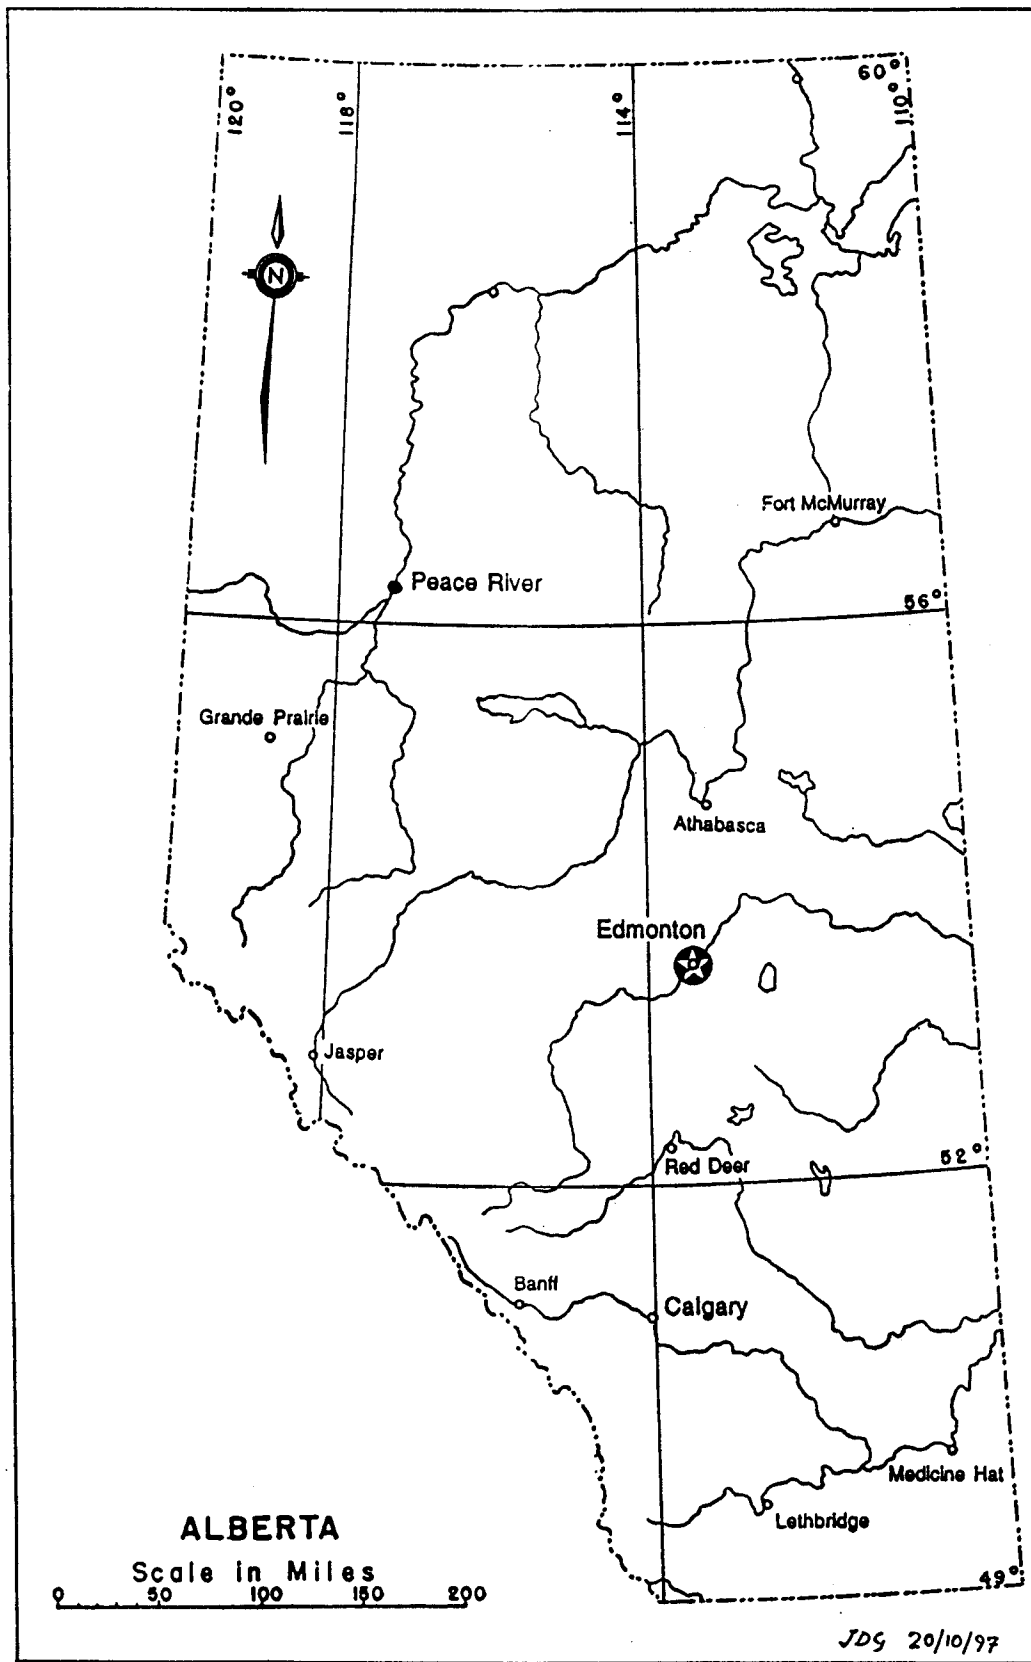 60°
120°
118°
114°
110°
N
Fort McMurray
Peace River
56°
Grande Prairie
Athabasca
Edmonton
Jasper
Red Deer
52°
Banff
Calgary
Medicine Hat
Lethbridge
ALBERTA
Scale in Miles
0 50 100 150 200
49°
JDG 20/10/97